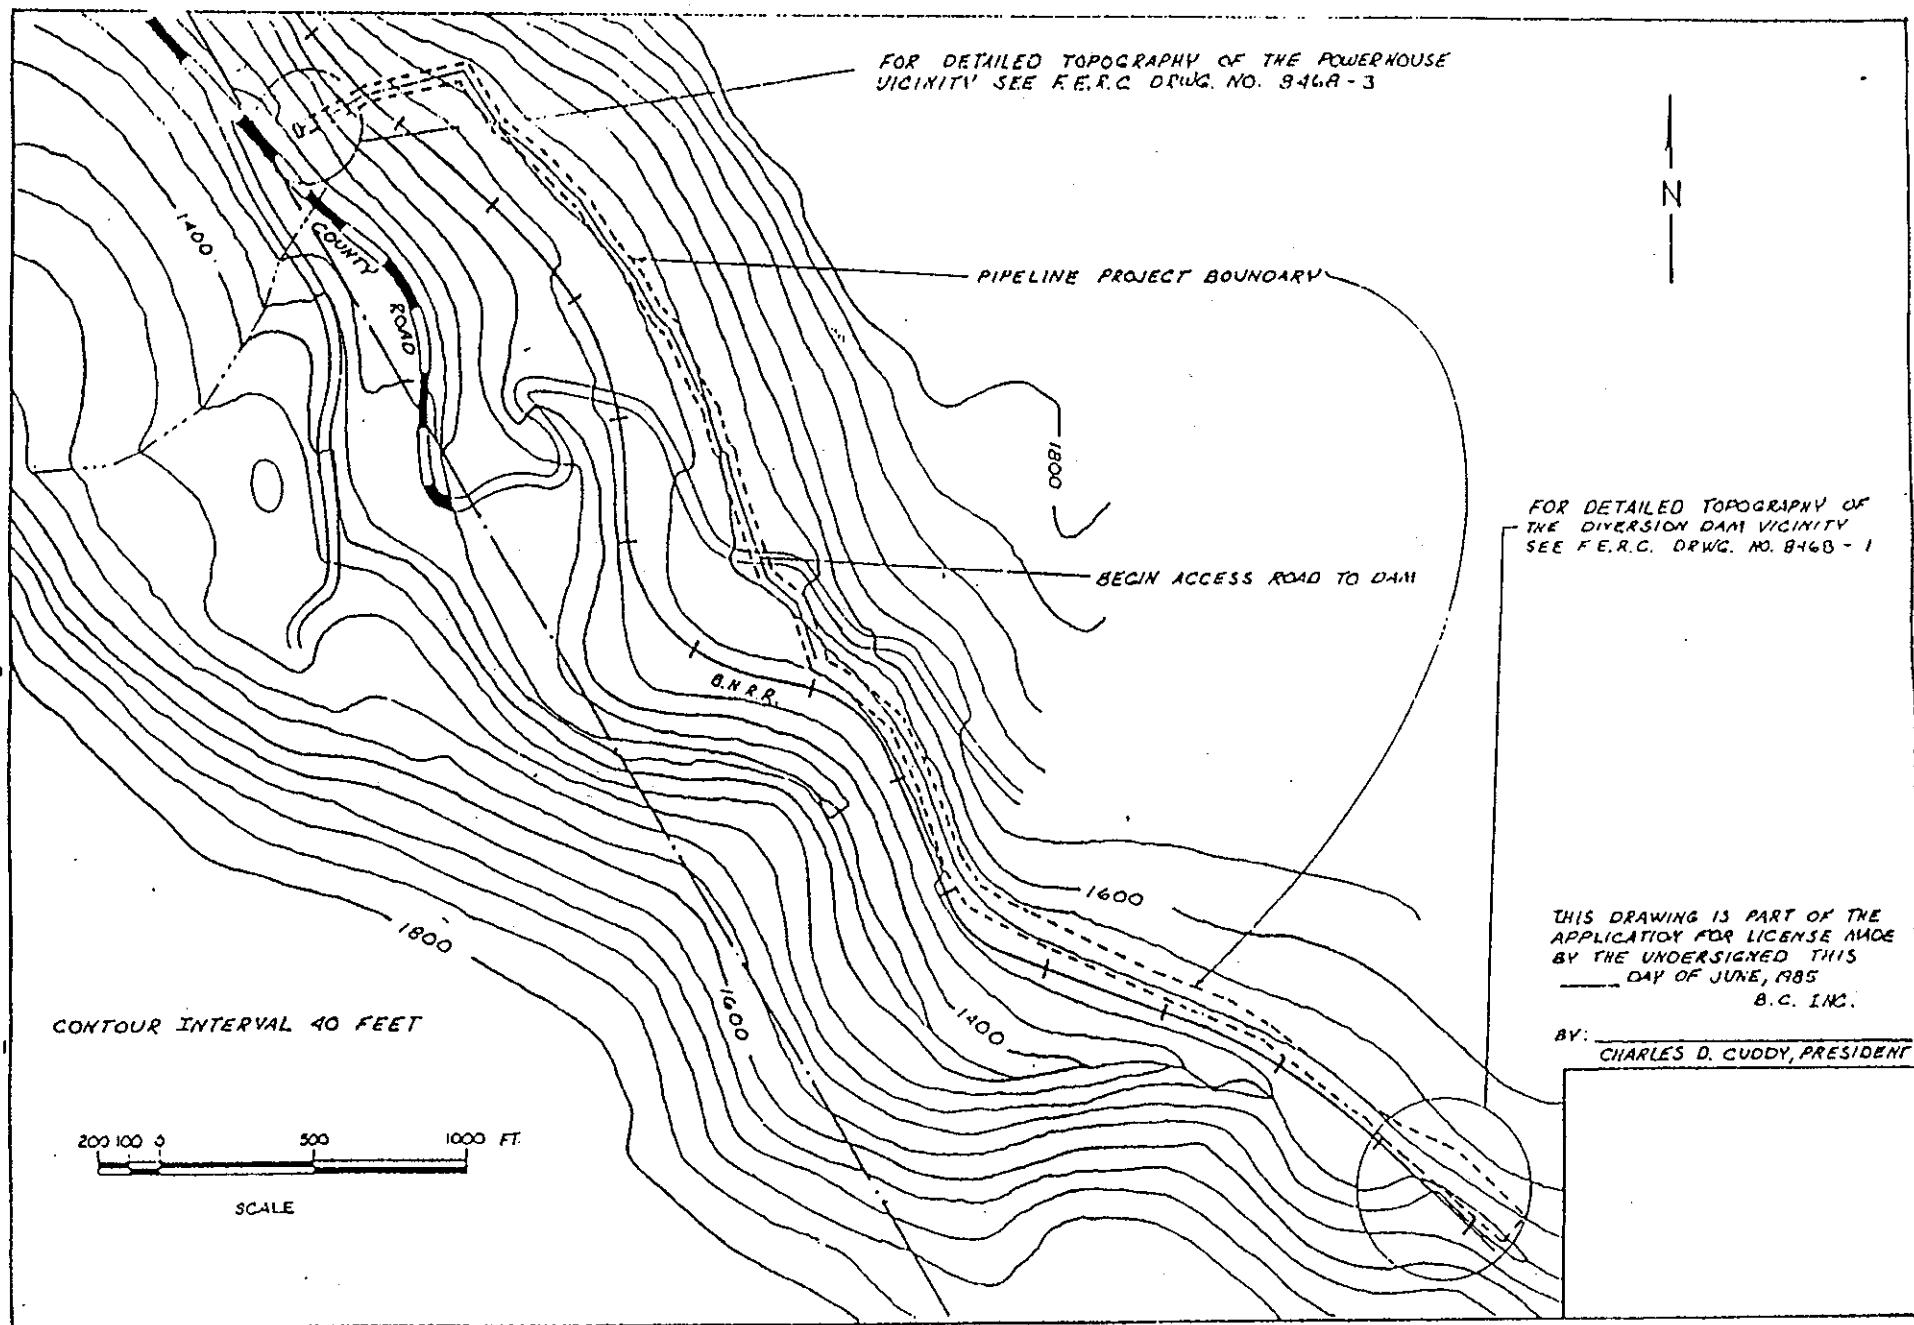 FOR DETAILED TOPOGRAPHY OF THE POWERHOUSE
VICINITY SEE F.E.R.C. DRWG. NO. 8468-3
N
1400
COUNTY
ROAD
PIPELINE PROJECT BOUNDARY
1800
FOR DETAILED TOPOGRAPHY OF
THE DIVERSION DAM VICINITY
SEE F.E.R.C. DRWG. NO. 8468-1
BEGIN ACCESS ROAD TO DAM
B.N.R.R.
1600
1800
THIS DRAWING IS PART OF THE
APPLICATION FOR LICENSE MADE
BY THE UNDERSIGNED THIS
____ DAY OF JUNE, 1985
B.C. INC.
BY:
CHARLES D. CUDDY, PRESIDENT
1600
1400
CONTOUR INTERVAL 40 FEET
200 100 0 500 1000 FT.
SCALE